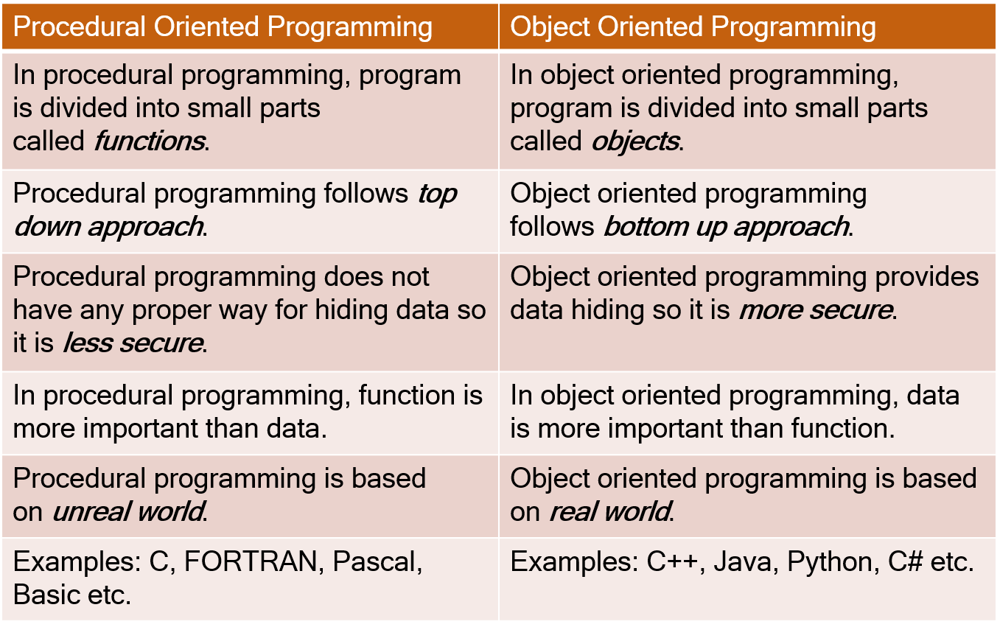 Procedural Oriented Programming
Object Oriented Programming
In procedural programming, program
is divided into small parts
called functions.
In object oriented programming,
program is divided into small parts
called objects.
Procedural programming follows top
down approach.
Object oriented programming
follows bottom up approach.
Procedural programming does not
have any proper way for hiding data so
it is less secure.
Object oriented programming provides
data hiding so it is more secure.
In procedural programming, function is
more important than data.
In object oriented programming, data
is more important than function.
Procedural programming is based
on unreal world.
Object oriented programming is based
on real world.
Examples: C, FORTRAN, Pascal,
Basic etc.
Examples: C++, Java, Python, C# etc.